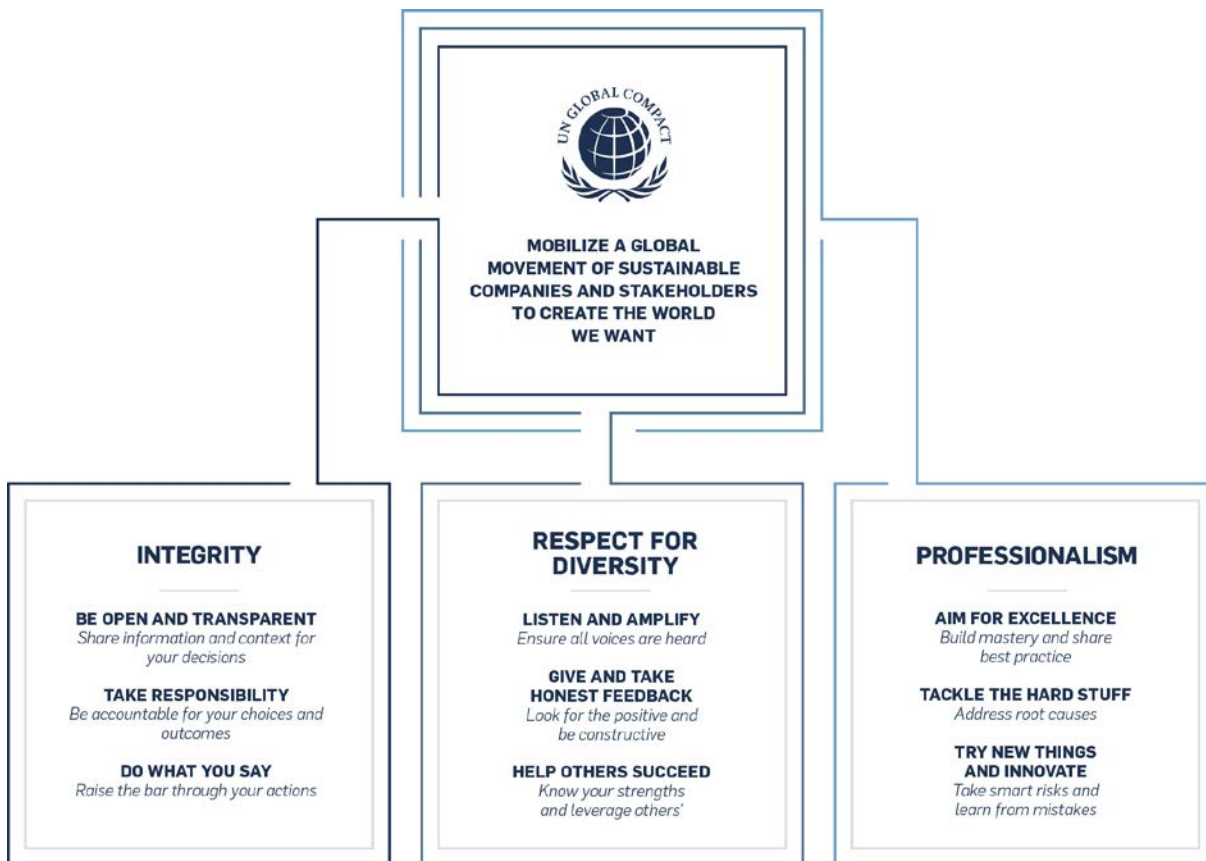 UN GLOBAL COMPACT
MOBILIZE A GLOBAL
MOVEMENT OF SUSTAINABLE
COMPANIES AND STAKEHOLDERS
TO CREATE THE WORLD
WE WANT
INTEGRITY
BE OPEN AND TRANSPARENT
Share information and context for
your decisions
TAKE RESPONSIBILITY
Be accountable for your choices and
outcomes
DO WHAT YOU SAY
Raise the bar through your actions
RESPECT FOR
DIVERSITY
LISTEN AND AMPLIFY
Ensure all voices are heard
GIVE AND TAKE
HONEST FEEDBACK
Look for the positive and
be constructive
HELP OTHERS SUCCEED
Know your strengths
and leverage others'
PROFESSIONALISM
AIM FOR EXCELLENCE
Build mastery and share
best practice
TACKLE THE HARD STUFF
Address root causes
TRY NEW THINGS
AND INNOVATE
Take smart risks and
learn from mistakes